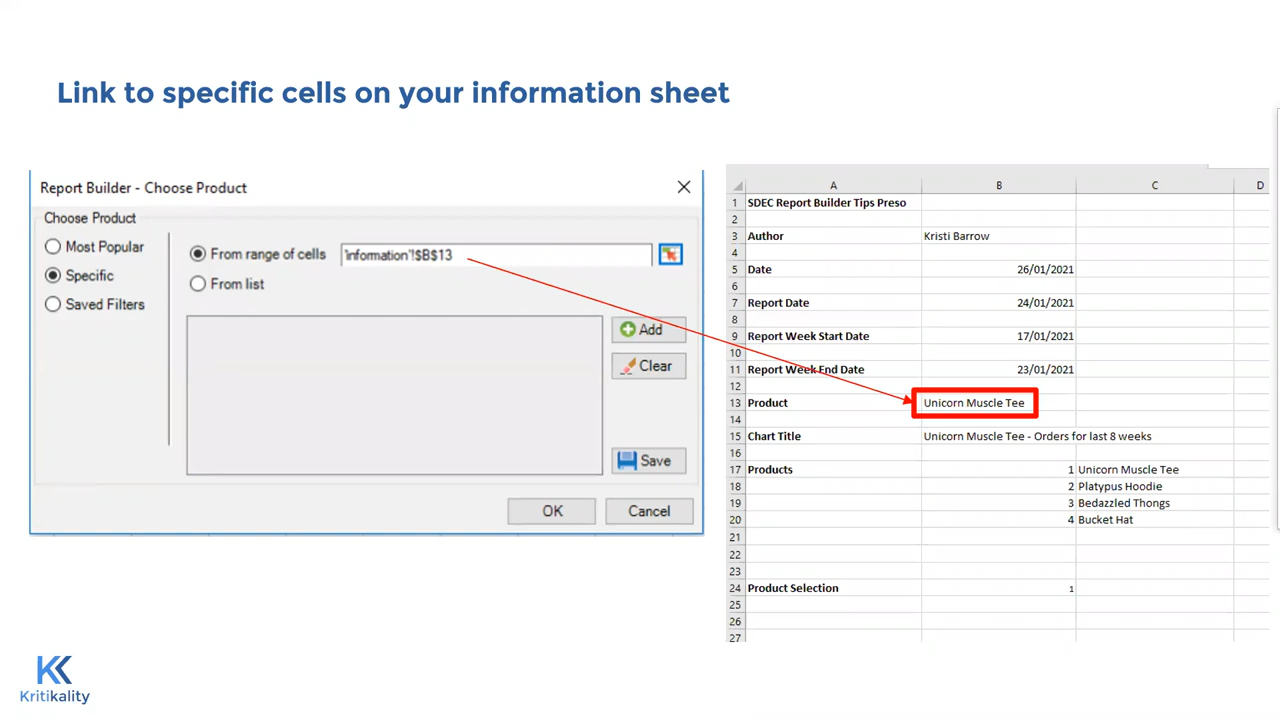 Link to specific cells on your information sheet
Report Builder - Choose Product
Choose Product
Most Popular
Specific
Saved Filters
From range of cells
'information'!$B$13
From list
Add
Clear
Save
OK
Cancel
A B C D
1 SDEC Report Builder Tips Preso
2
3 Author Kristi Barrow
4
5 Date 26/01/2021
6
7 Report Date 24/01/2021
8
9 Report Week Start Date 17/01/2021
10
11 Report Week End Date 23/01/2021
12
13 Product Unicorn Muscle Tee
14
15 Chart Title Unicorn Muscle Tee - Orders for last 8 weeks
16
17 Products 1 Unicorn Muscle Tee
18 2 Platypus Hoodie
19 3 Bedazzled Thongs
20 4 Bucket Hat
21
22
23
24 Product Selection 1
25
26
27
Kritikality